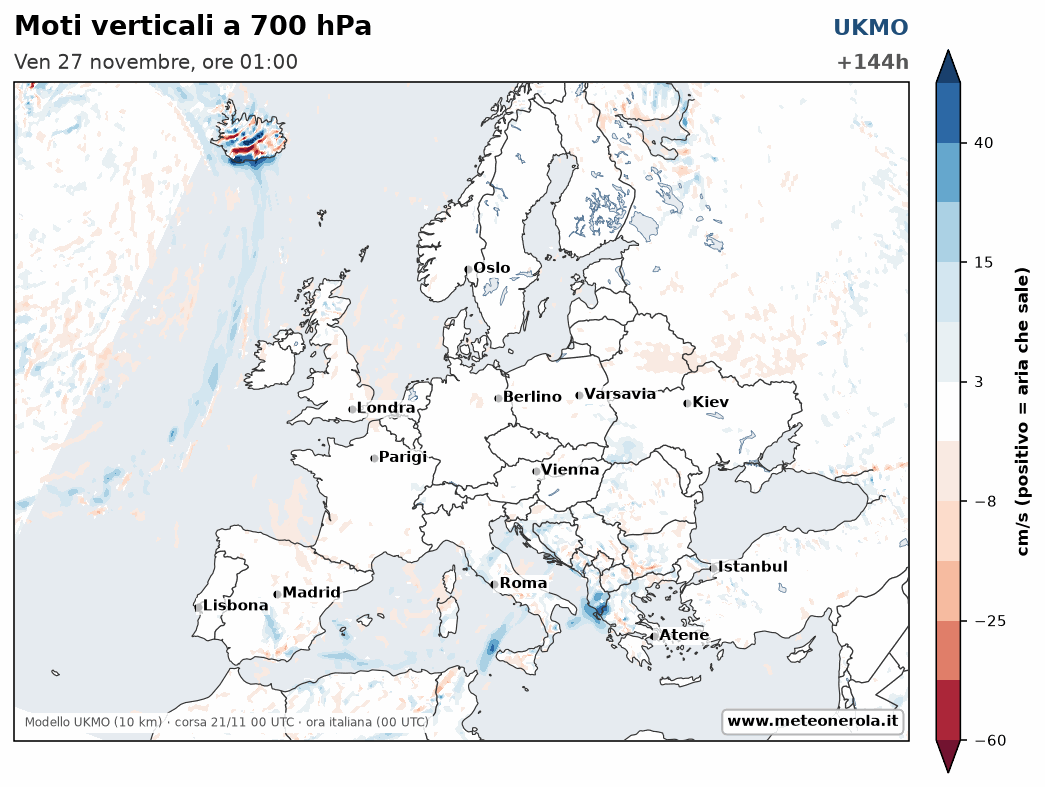 Moti verticali a 700 hPa
UKMO
Ven 27 novembre, ore 01:00
+144h
40
15
3
−8
−25
−60
cm/s (positivo = aria che sale)
Oslo
Londra
Berlino
Varsavia
Kiev
Parigi
Vienna
Istanbul
Roma
Madrid
Lisbona
Atene
Modello UKMO (10 km) · corsa 21/11 00 UTC · ora italiana (00 UTC)
www.meteonerola.it